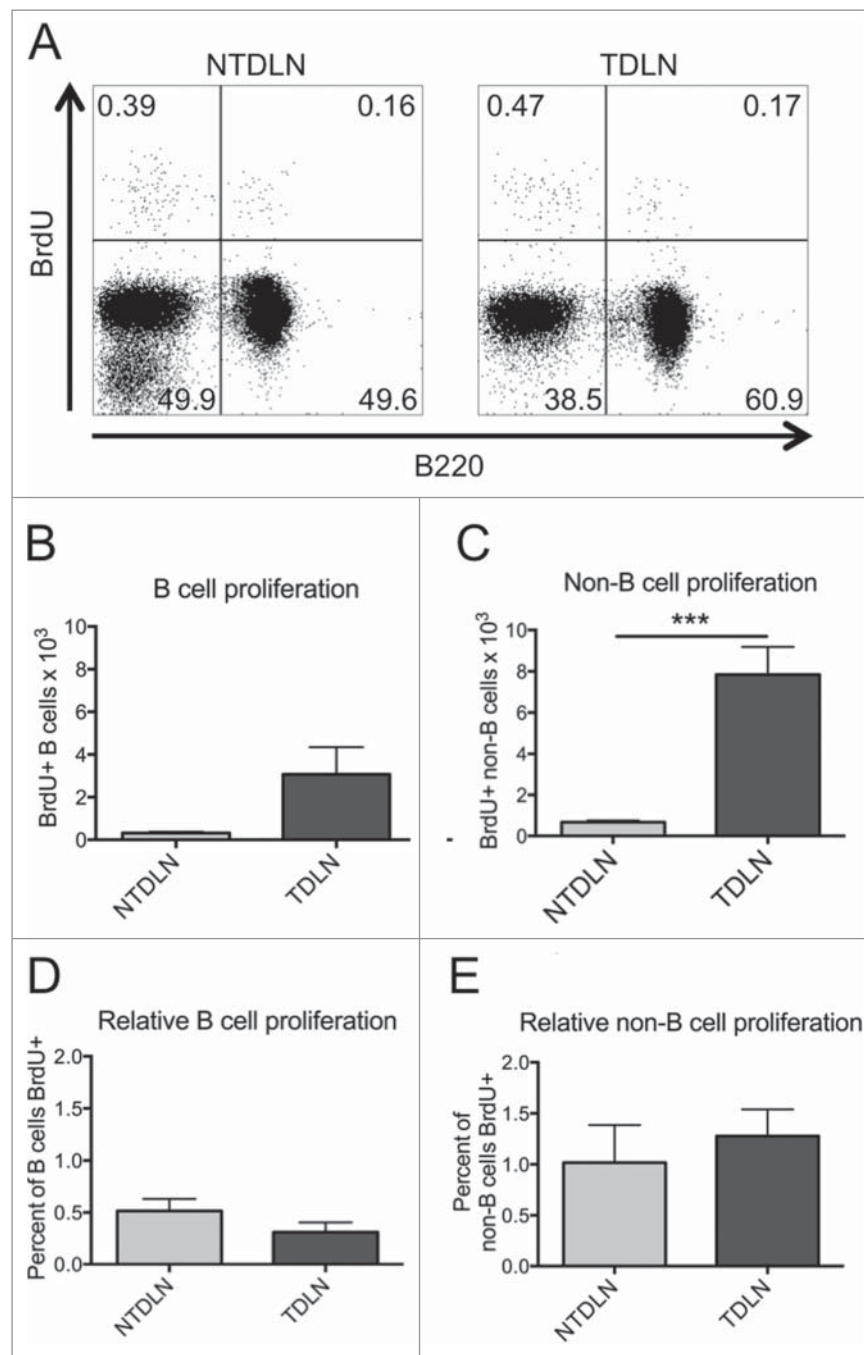 A
NTDLN
TDLN
0.39
0.16
0.47
0.17
BrdU
49.9
49.6
38.5
60.9
B220
B
B cell proliferation
BrdU+ B cells x 10³
10
8
6
4
2
0
NTDLN
TDLN
C
Non-B cell proliferation
BrdU+ non-B cells x 10³
10
8
6
4
2
0
***
NTDLN
TDLN
D
Relative B cell proliferation
Percent of B cells BrdU+
2.0
1.5
1.0
0.5
0.0
NTDLN
TDLN
E
Relative non-B cell proliferation
Percent of
non-B cells BrdU+
2.0
1.5
1.0
0.5
0.0
NTDLN
TDLN